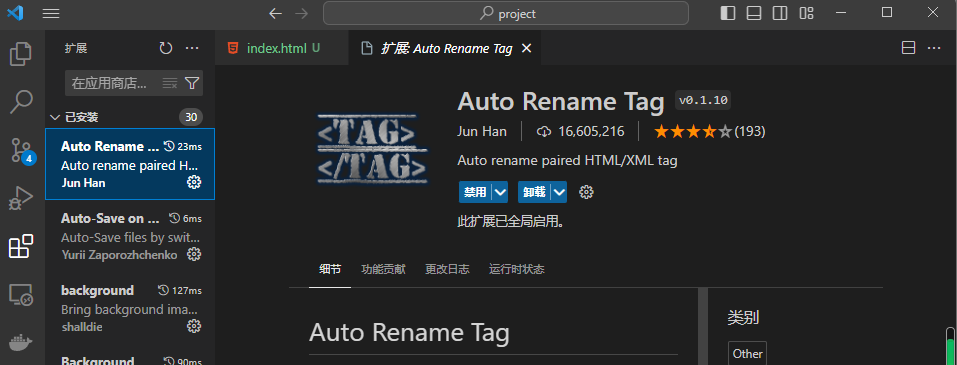 project
扩展
在应用商店...
已安装 30
Auto Rename ... 23ms
Auto rename paired H...
Jun Han
Auto-Save on ... 6ms
Auto-Save files by swit...
Yurii Zaporozhchenko
background 127ms
Bring background ima...
shalldie
Background 90ms
4
index.html U
扩展: Auto Rename Tag
<TAG>
</TAG>
Auto Rename Tag v0.1.10
Jun Han 16,605,216 (193)
Auto rename paired HTML/XML tag
禁用 卸载
此扩展已全局启用。
细节 功能贡献 更改日志 运行时状态
Auto Rename Tag
类别
Other